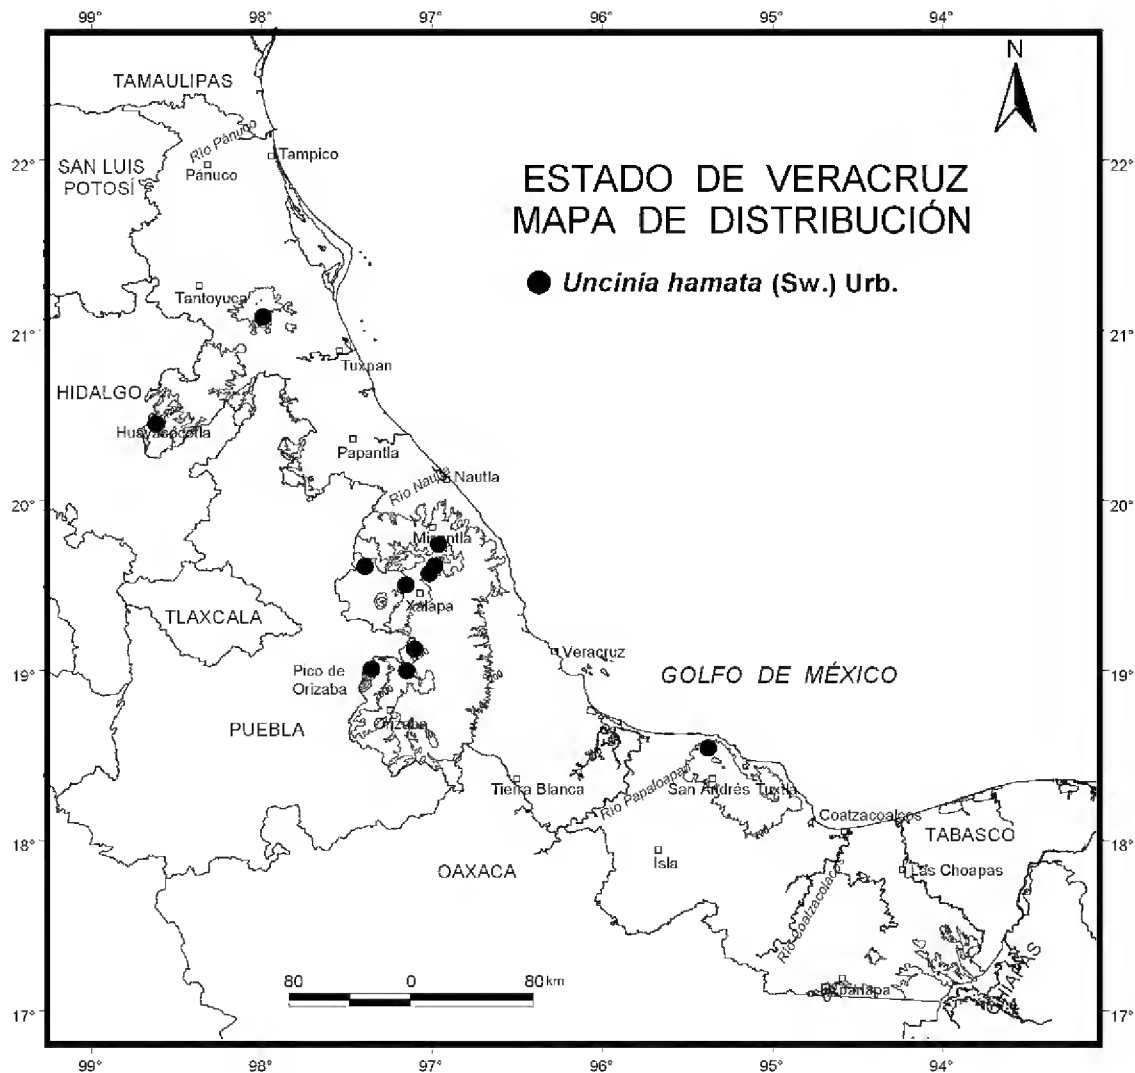 99° 98° 97° 96° 95° 94°
N
TAMAULIPAS
Río Pánuco
Tampico
22° 22°
SAN LUIS
POTOSÍ
Pánuco
ESTADO DE VERACRUZ
MAPA DE DISTRIBUCIÓN
Uncinia hamata (Sw.) Urb.
Tantoyuca
21° 21°
Tuxpan
HIDALGO
Huayacocotla
Papantla
Río Nautla
Nautla
20° 20°
Misantla
Xalapa
TLAXCALA
Veracruz
19° 19°
Pico de
Orizaba
GOLFO DE MÉXICO
PUEBLA
Orizaba
Tierra Blanca
Río Papaloapan
San Andrés Tuxtla
Coatzacoalcos
TABASCO
18° 18°
OAXACA
Isla
Las Choapas
Río Coatzacoalcos
CHIAPAS
80 0 80 km
17° 17°
99° 98° 97° 96° 95° 94°